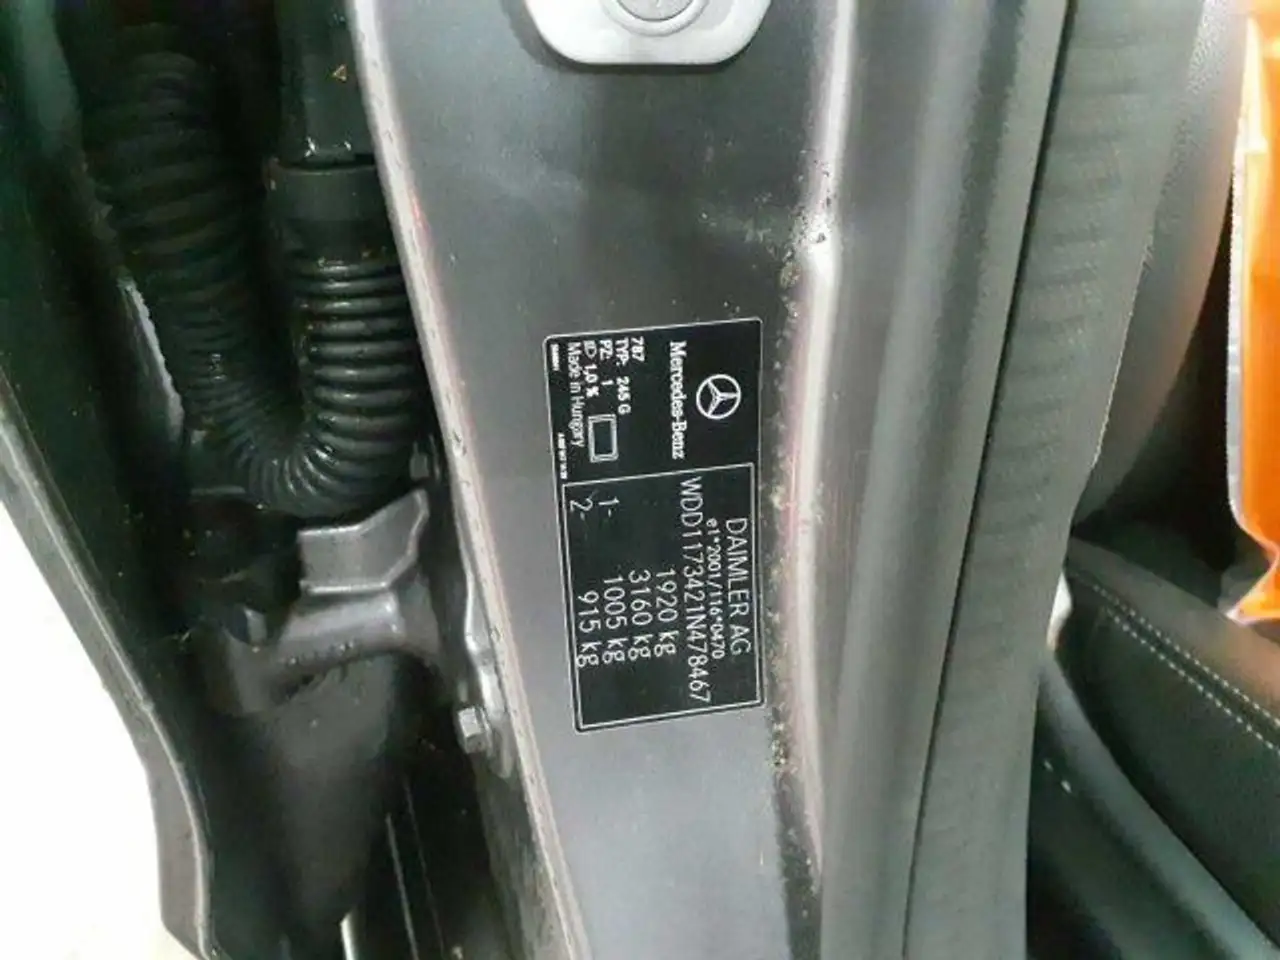 Mercedes-Benz
787
TYP: 245 G
PZ: 1
ID 1,0 %
Made in Hungary
DAIMLER AG
e1*2001/116*0470
WDD1173421N478467
1920 kg
3160 kg
1- 1005 kg
2- 915 kg